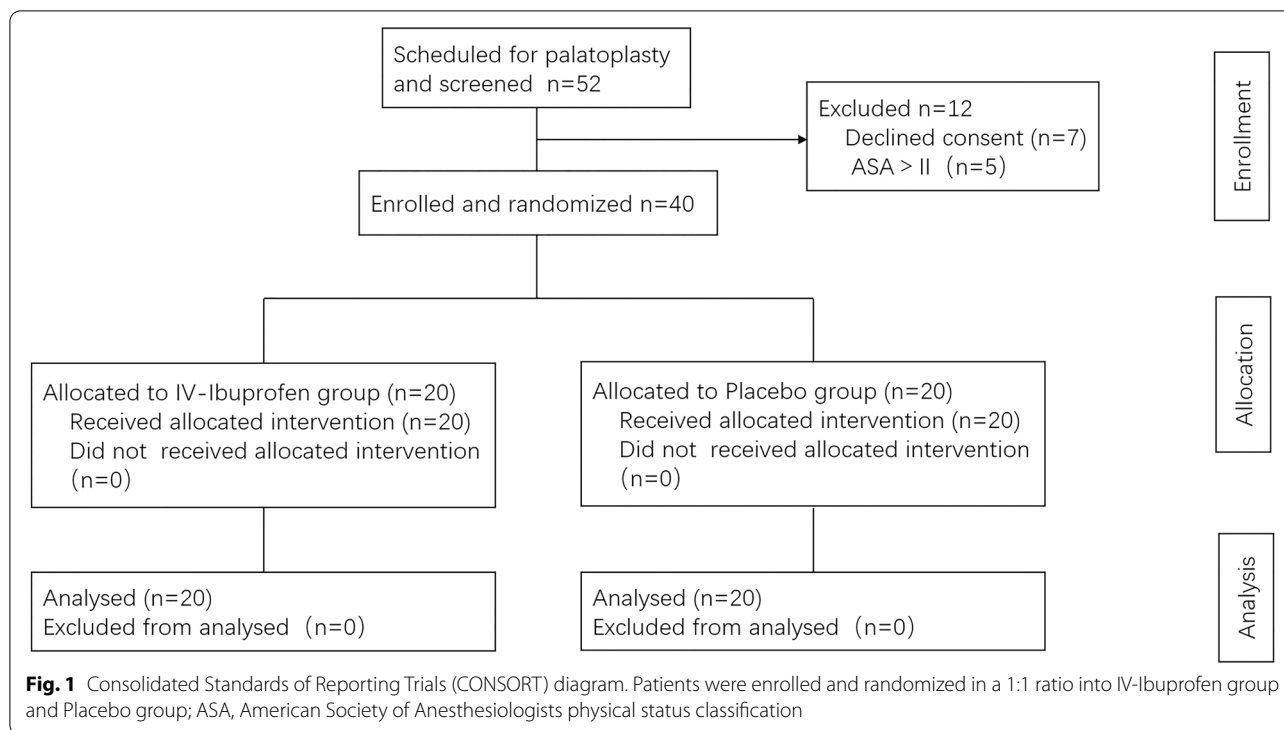 Scheduled for palatoplasty
and screened n=52
Excluded n=12
Declined consent (n=7)
ASA > II (n=5)
Enrollment
Enrolled and randomized n=40
Allocation
Allocated to IV-Ibuprofen group (n=20)
Received allocated intervention (n=20)
Did not received allocated intervention
(n=0)
Allocated to Placebo group (n=20)
Received allocated intervention (n=20)
Did not received allocated intervention
(n=0)
Analysis
Analysed (n=20)
Excluded from analysed (n=0)
Analysed (n=20)
Excluded from analysed (n=0)
Fig. 1 Consolidated Standards of Reporting Trials (CONSORT) diagram. Patients were enrolled and randomized in a 1:1 ratio into IV-Ibuprofen group
and Placebo group; ASA, American Society of Anesthesiologists physical status classification